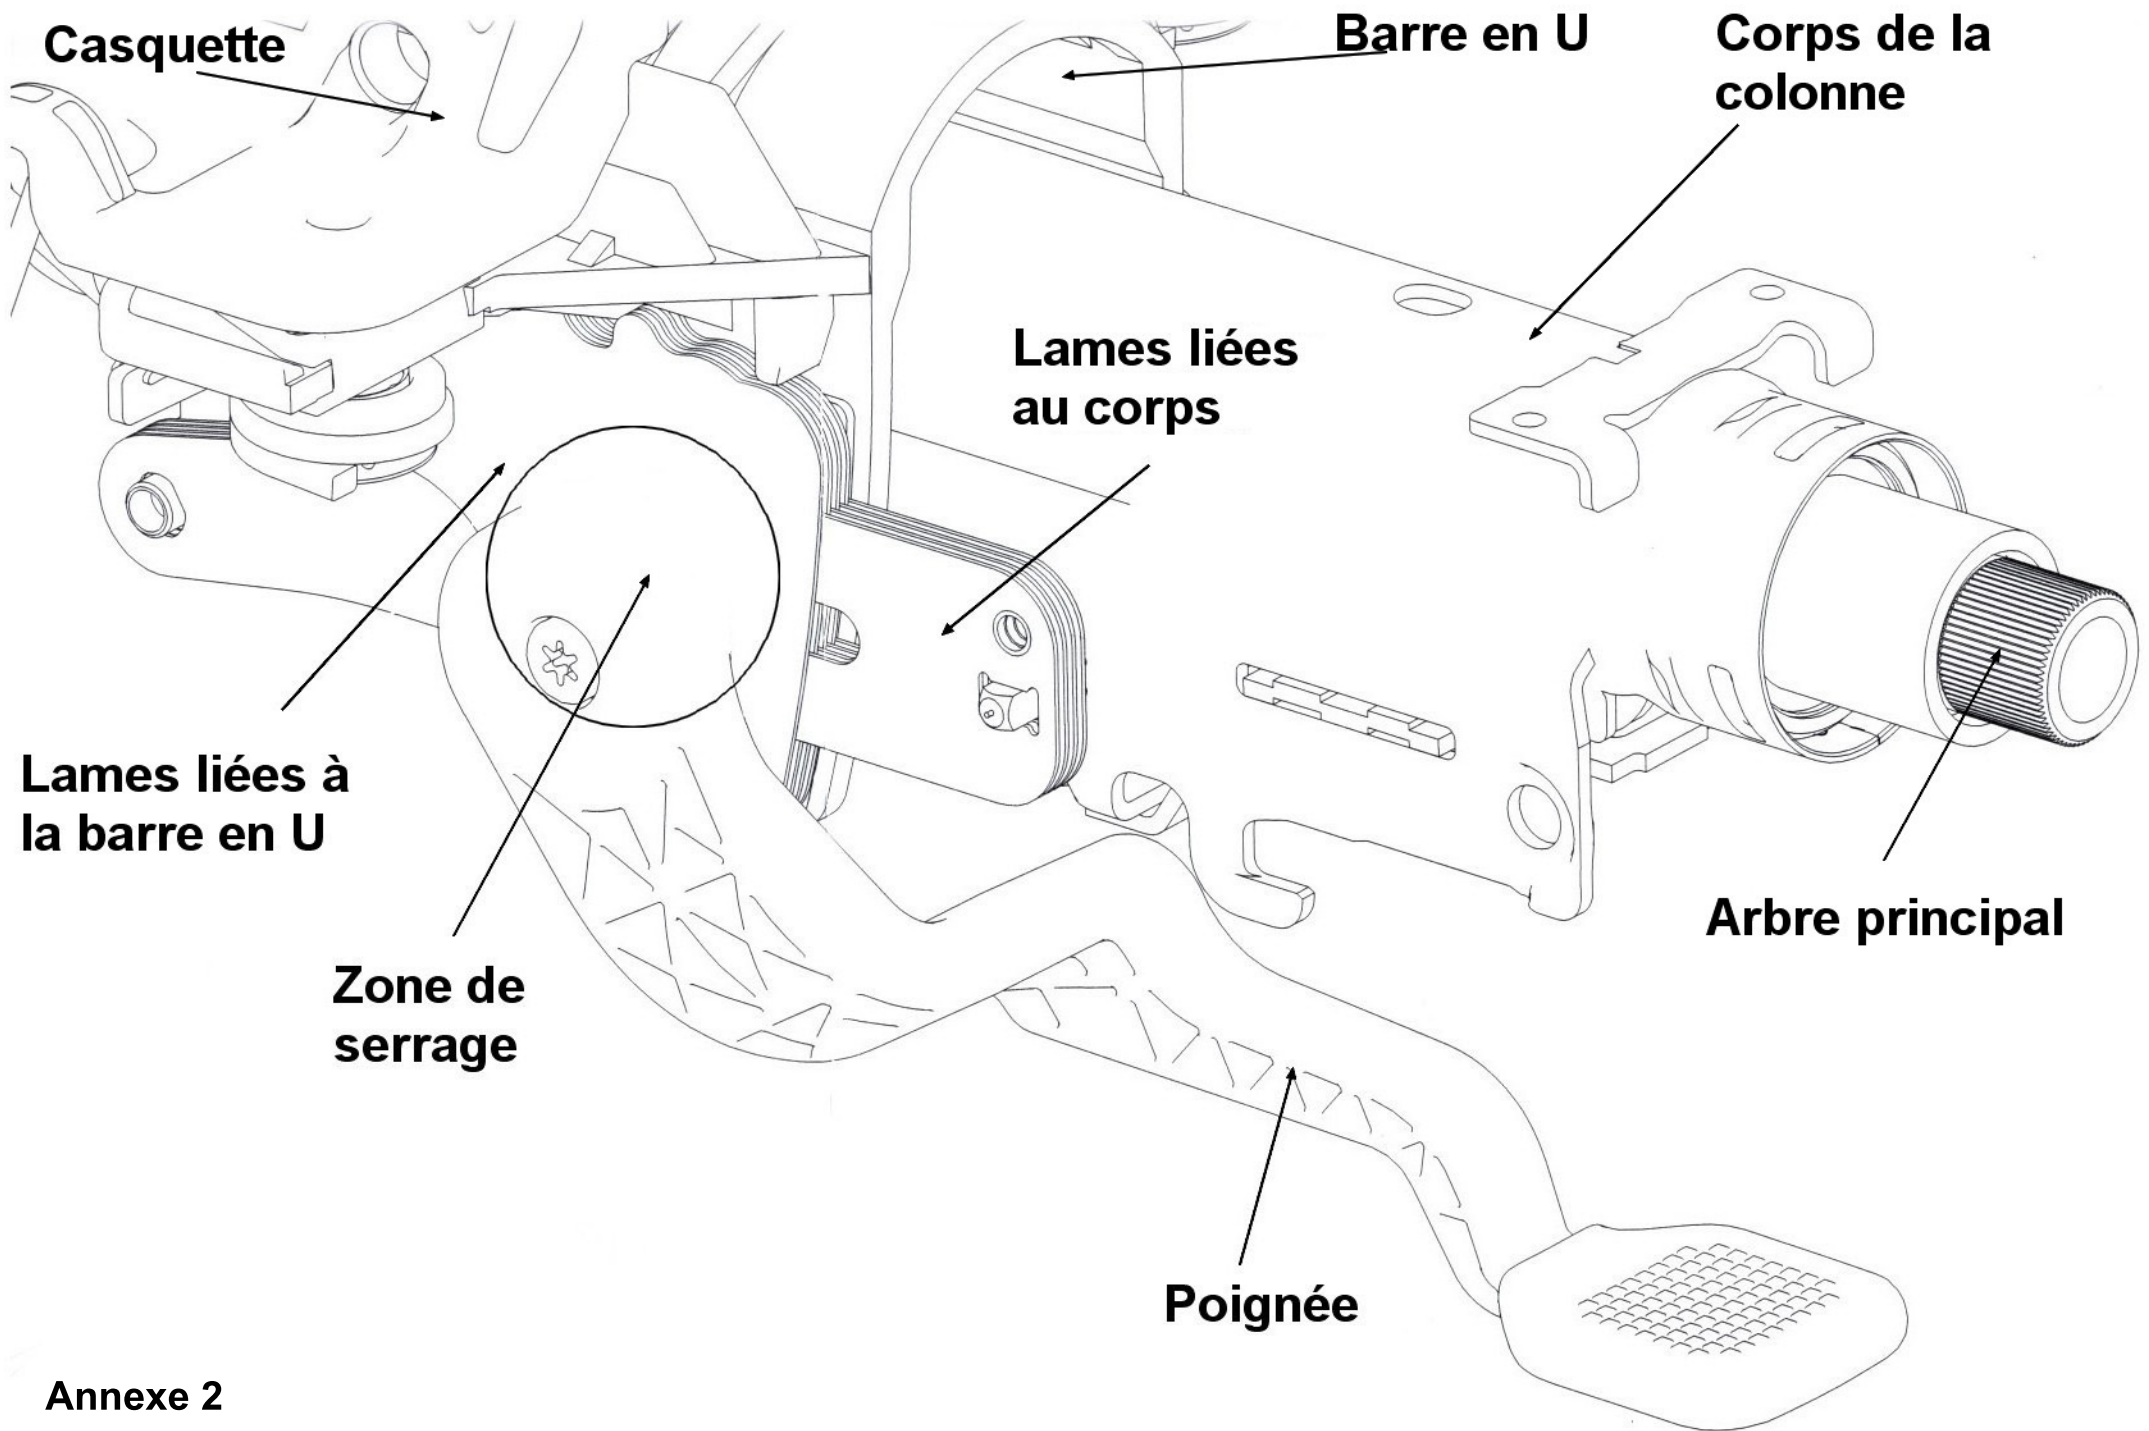 Casquette
Barre en U
Corps de la
colonne
Lames liées
au corps
Lames liées à
la barre en U
Zone de
serrage
Arbre principal
Poignée
Annexe 2